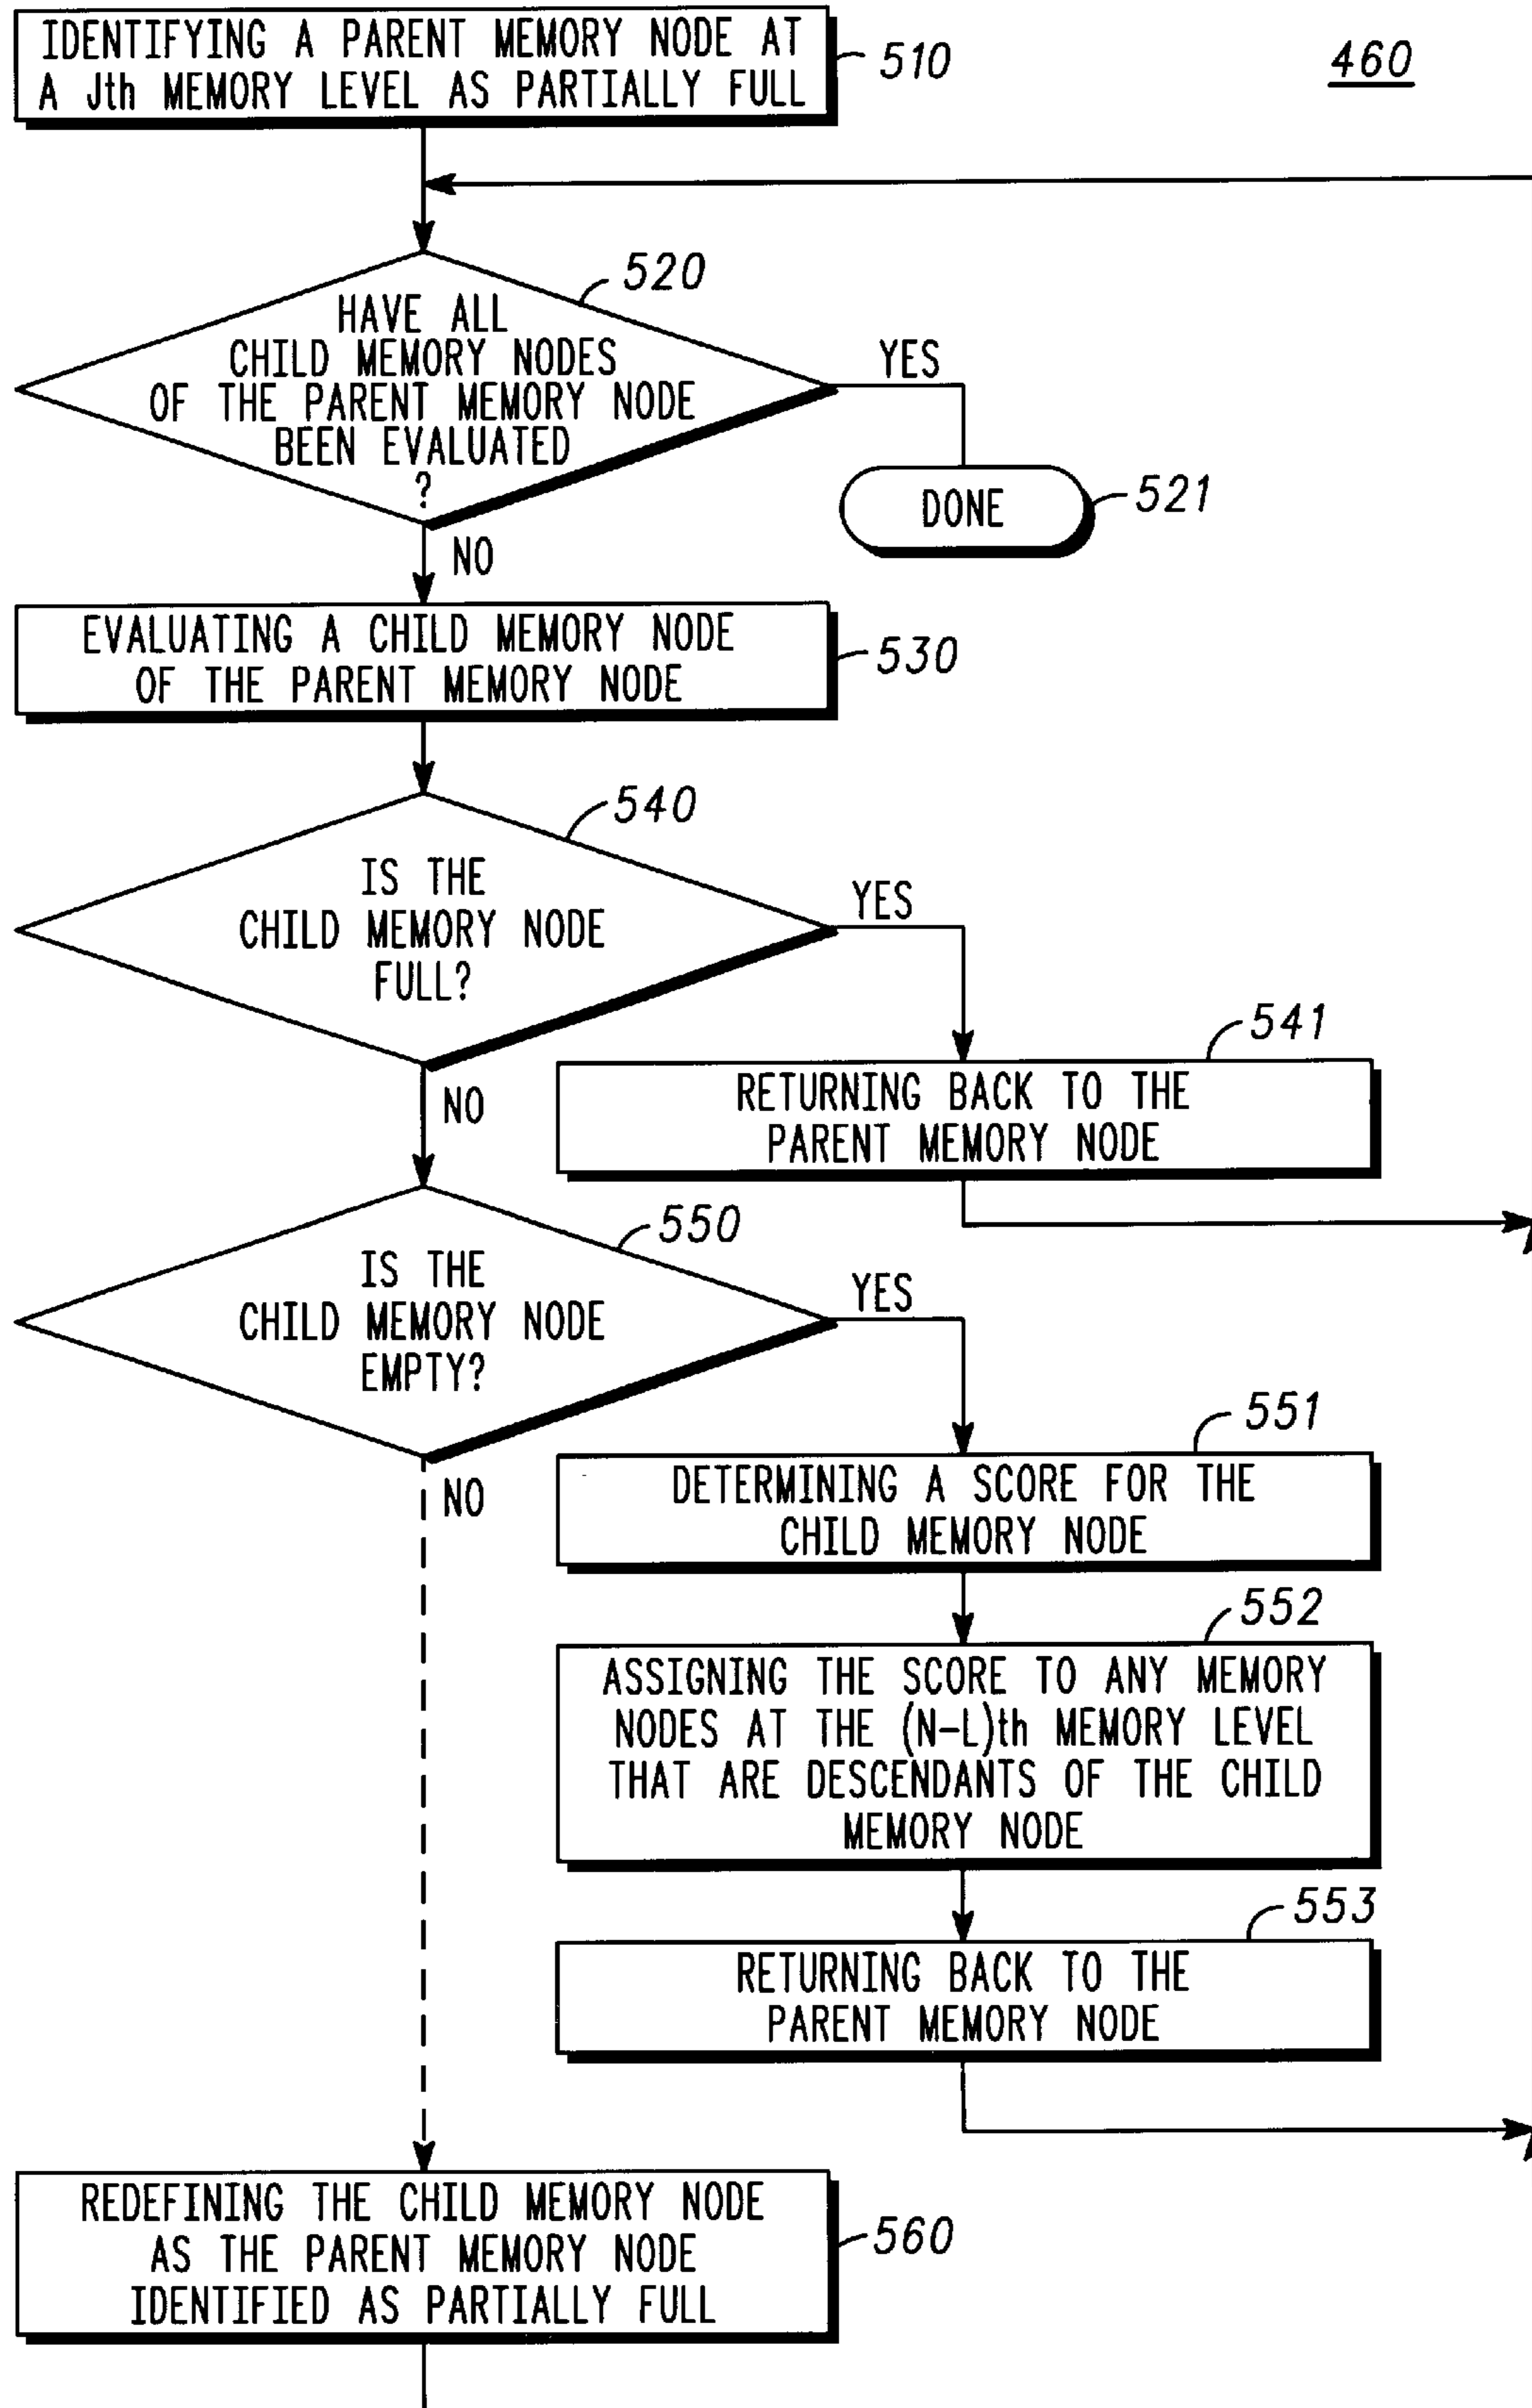 IDENTIFYING A PARENT MEMORY NODE AT
A Jth MEMORY LEVEL AS PARTIALLY FULL
510
460
HAVE ALL
CHILD MEMORY NODES
OF THE PARENT MEMORY NODE
BEEN EVALUATED
?
520
YES
DONE
521
NO
EVALUATING A CHILD MEMORY NODE
OF THE PARENT MEMORY NODE
530
IS THE
CHILD MEMORY NODE
FULL?
540
YES
541
RETURNING BACK TO THE
PARENT MEMORY NODE
NO
IS THE
CHILD MEMORY NODE
EMPTY?
550
YES
551
DETERMINING A SCORE FOR THE
CHILD MEMORY NODE
552
ASSIGNING THE SCORE TO ANY MEMORY
NODES AT THE (N-L)th MEMORY LEVEL
THAT ARE DESCENDANTS OF THE CHILD
MEMORY NODE
553
RETURNING BACK TO THE
PARENT MEMORY NODE
NO
REDEFINING THE CHILD MEMORY NODE
AS THE PARENT MEMORY NODE
IDENTIFIED AS PARTIALLY FULL
560